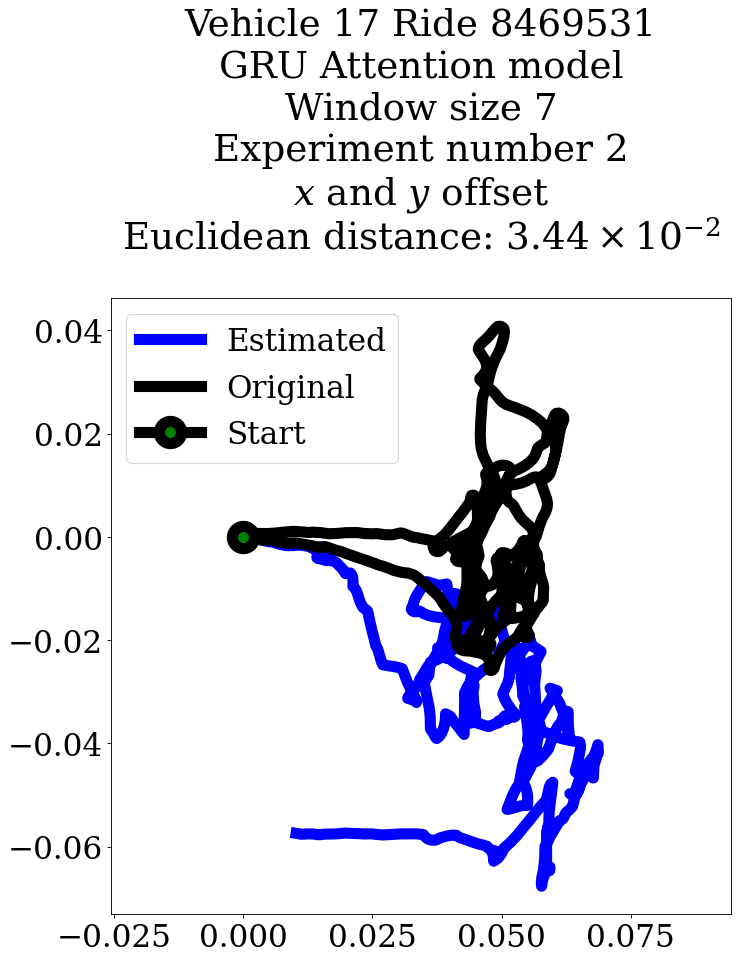 Vehicle 17 Ride 8469531
GRU Attention model
Window size 7
Experiment number 2
x and y offset
Euclidean distance: 3.44 × 10⁻²
Estimated
Original
Start
0.04
0.02
0.00
−0.02
−0.04
−0.06
−0.025 0.000 0.025 0.050 0.075